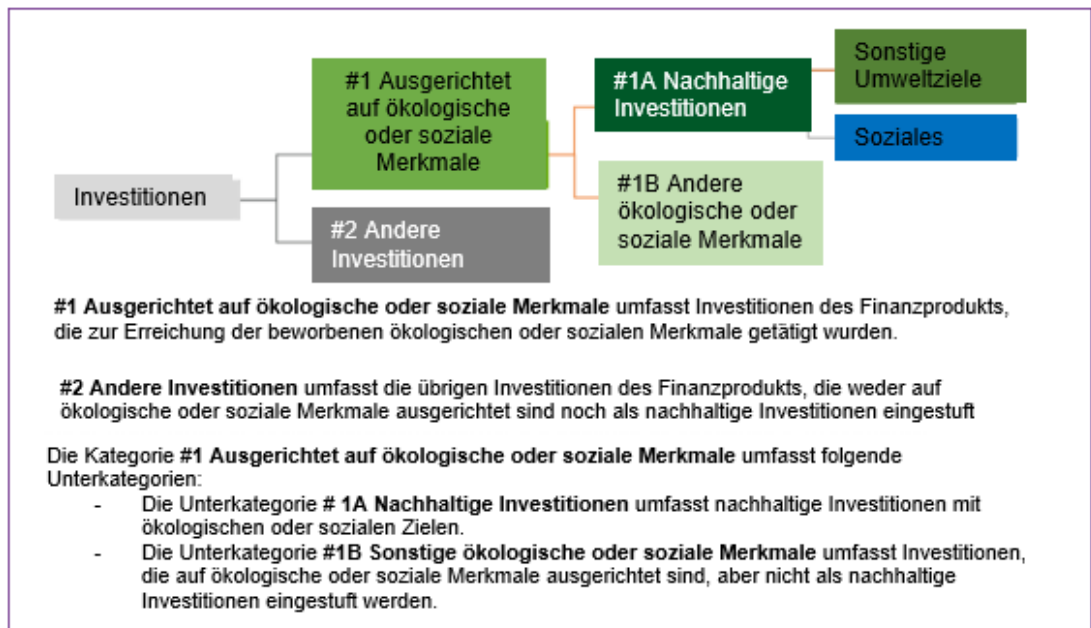 Investitionen
#1 Ausgerichtet
auf ökologische
oder soziale
Merkmale
#2 Andere
Investitionen
#1A Nachhaltige
Investitionen
#1B Andere
ökologische oder
soziale Merkmale
Sonstige
Umweltziele
Soziales
#1 Ausgerichtet auf ökologische oder soziale Merkmale umfasst Investitionen des Finanzprodukts,
die zur Erreichung der beworbenen ökologischen oder sozialen Merkmale getätigt wurden.
#2 Andere Investitionen umfasst die übrigen Investitionen des Finanzprodukts, die weder auf
ökologische oder soziale Merkmale ausgerichtet sind noch als nachhaltige Investitionen eingestuft
Die Kategorie #1 Ausgerichtet auf ökologische oder soziale Merkmale umfasst folgende
Unterkategorien:
- Die Unterkategorie # 1A Nachhaltige Investitionen umfasst nachhaltige Investitionen mit
ökologischen oder sozialen Zielen.
- Die Unterkategorie #1B Sonstige ökologische oder soziale Merkmale umfasst Investitionen,
die auf ökologische oder soziale Merkmale ausgerichtet sind, aber nicht als nachhaltige
Investitionen eingestuft werden.